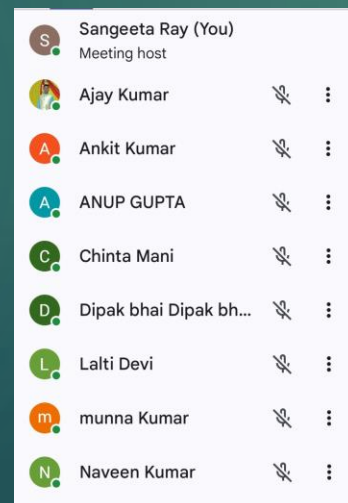 S
Sangeeta Ray (You)
Meeting host
Ajay Kumar
A
Ankit Kumar
A
ANUP GUPTA
C
Chinta Mani
D
Dipak bhai Dipak bh...
L
Lalti Devi
m
munna Kumar
N
Naveen Kumar